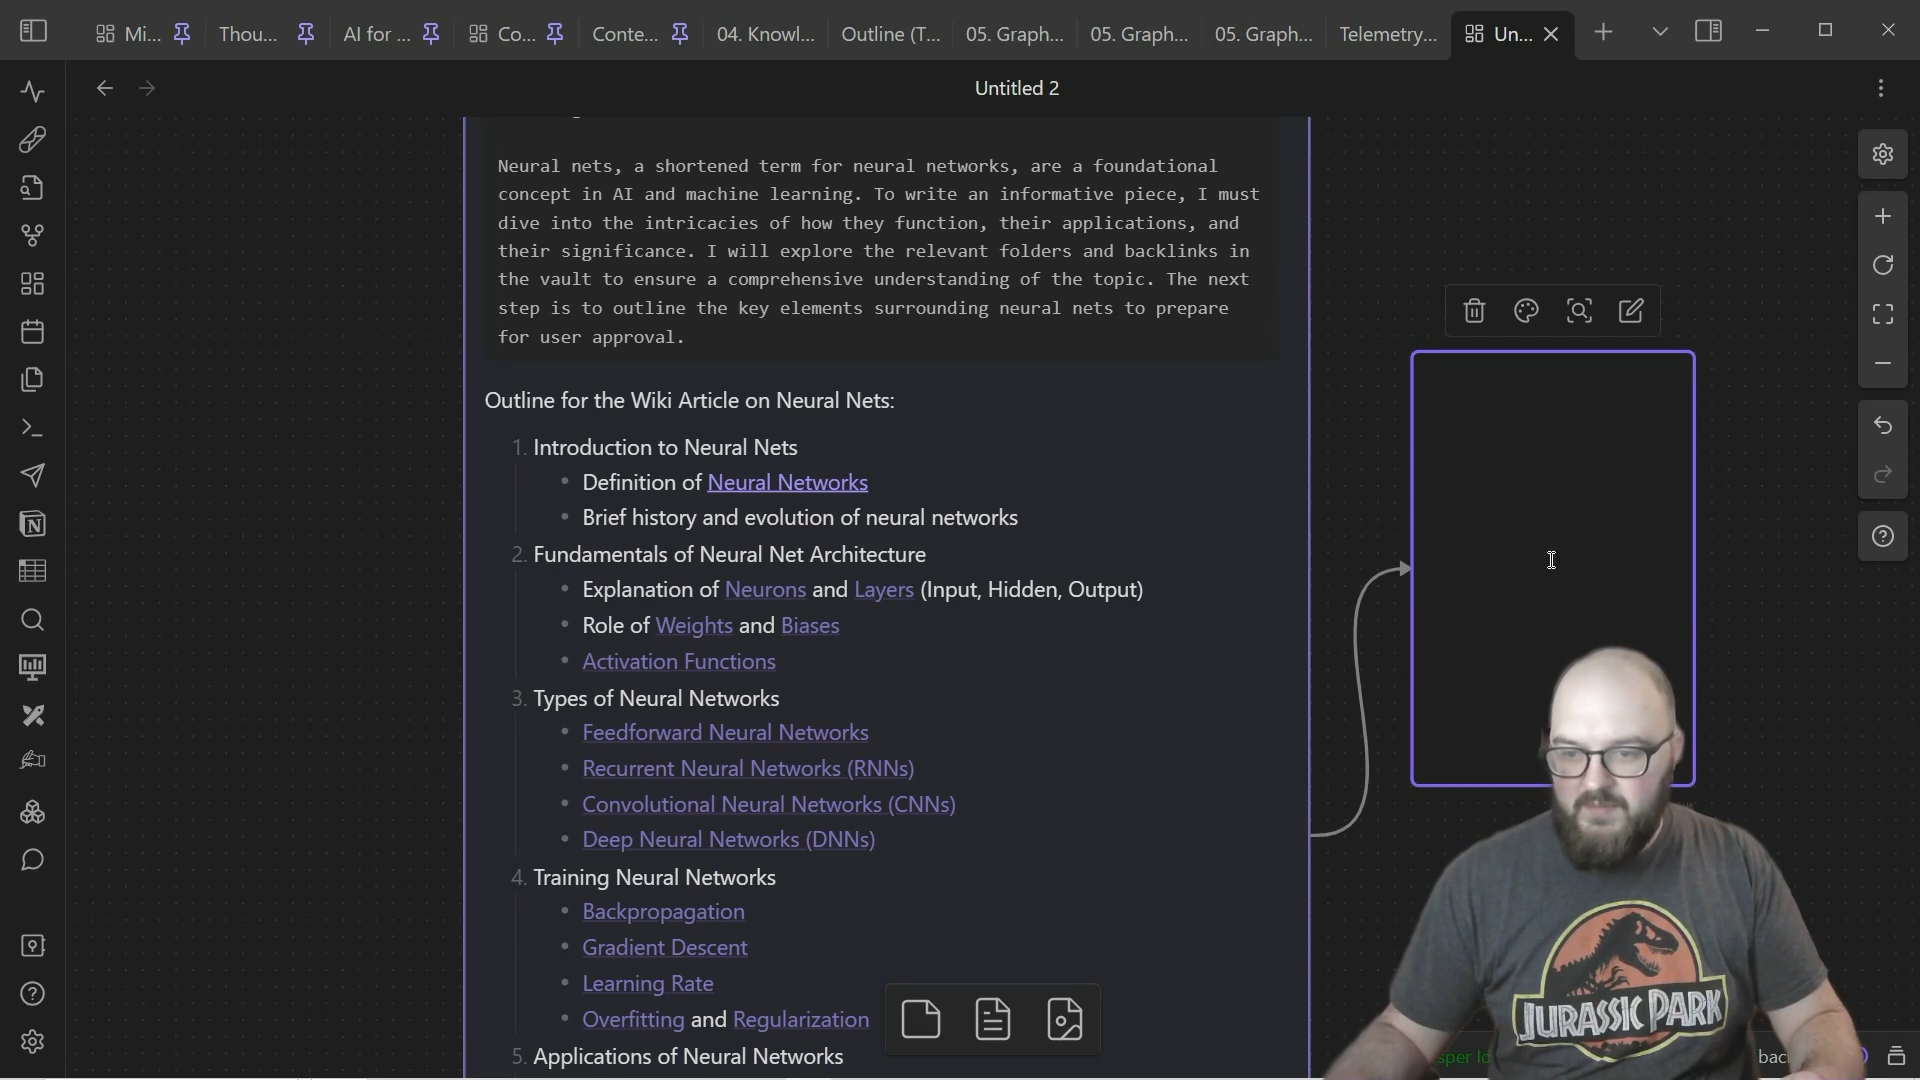 Mi...
Thou...
AI for ...
Co...
Conte...
04. Knowl...
Outline (T...
05. Graph...
05. Graph...
05. Graph...
Telemetry...
Un...
Untitled 2
Neural nets, a shortened term for neural networks, are a foundational
concept in AI and machine learning. To write an informative piece, I must
dive into the intricacies of how they function, their applications, and
their significance. I will explore the relevant folders and backlinks in
the vault to ensure a comprehensive understanding of the topic. The next
step is to outline the key elements surrounding neural nets to prepare
for user approval.
Outline for the Wiki Article on Neural Nets:
1. Introduction to Neural Nets
• Definition of Neural Networks
• Brief history and evolution of neural networks
2. Fundamentals of Neural Net Architecture
• Explanation of Neurons and Layers (Input, Hidden, Output)
• Role of Weights and Biases
• Activation Functions
3. Types of Neural Networks
• Feedforward Neural Networks
• Recurrent Neural Networks (RNNs)
• Convolutional Neural Networks (CNNs)
• Deep Neural Networks (DNNs)
4. Training Neural Networks
• Backpropagation
• Gradient Descent
• Learning Rate
• Overfitting and Regularization
5. Applications of Neural Networks
JURASSIC PARK